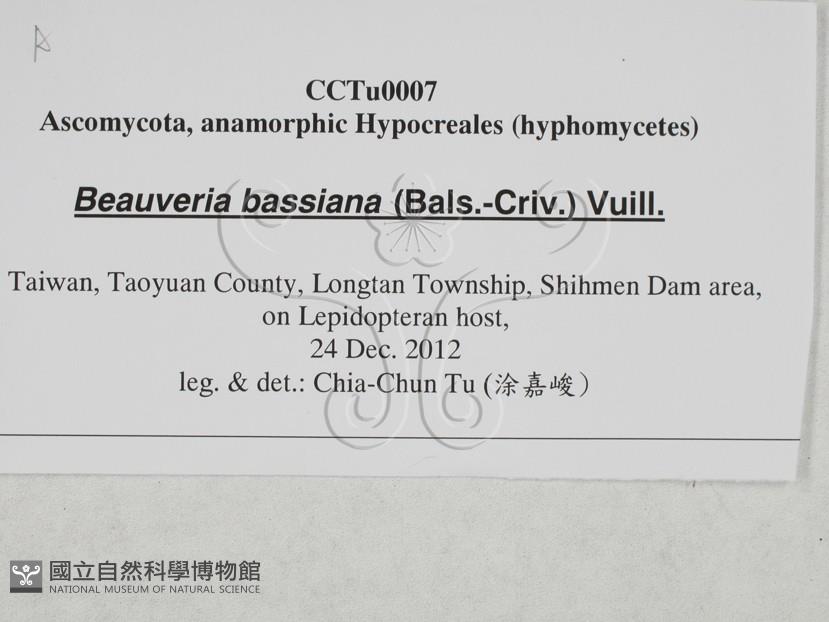 CCTu0007
Ascomycota, anamorphic Hypocreales (hyphomycetes)
Beauveria bassiana (Bals.-Criv.) Vuill.
Taiwan, Taoyuan County, Longtan Township, Shihmen Dam area,
on Lepidopteran host,
24 Dec. 2012
leg. & det.: Chia-Chun Tu (涂嘉峻）
國立自然科學博物館
NATIONAL MUSEUM OF NATURAL SCIENCE